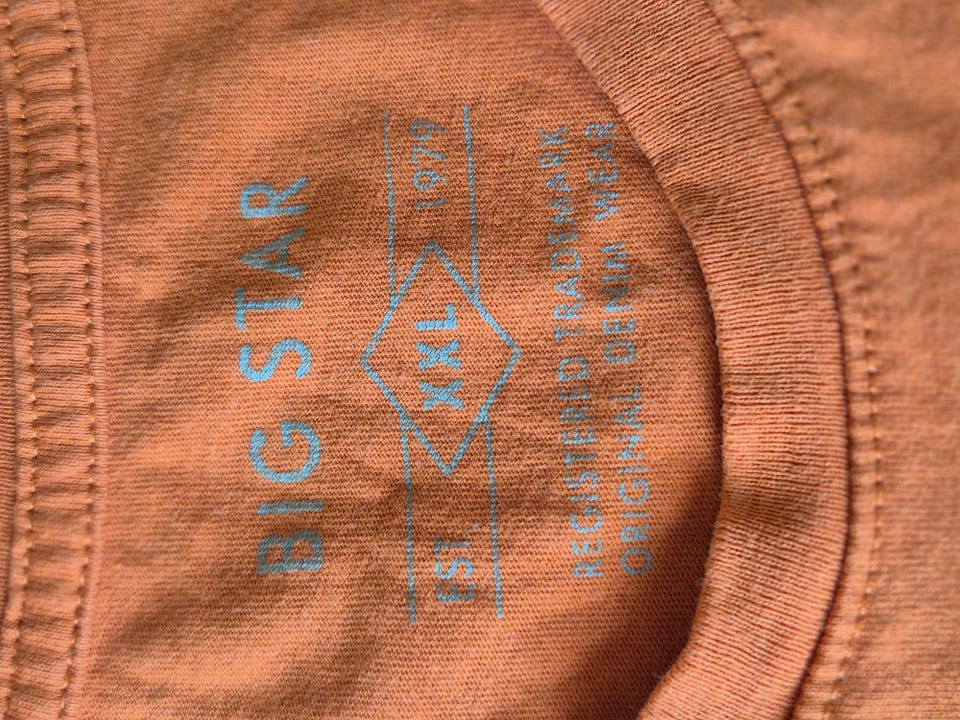 BIG STAR
EST. XXL 1979
REGISTERED TRADEMARK
ORIGINAL DENIM WEAR